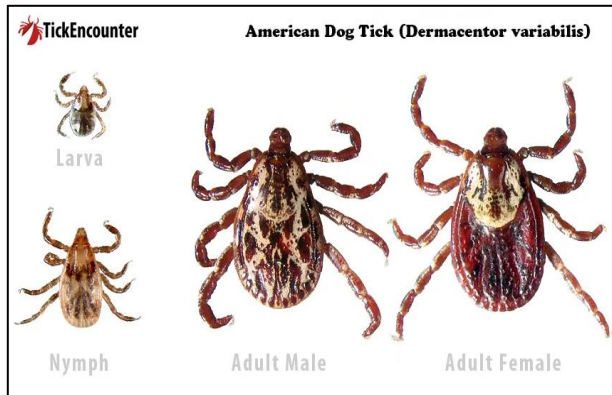 TickEncounter
American Dog Tick (Dermacentor variabilis)
Larva
Nymph
Adult Male
Adult Female